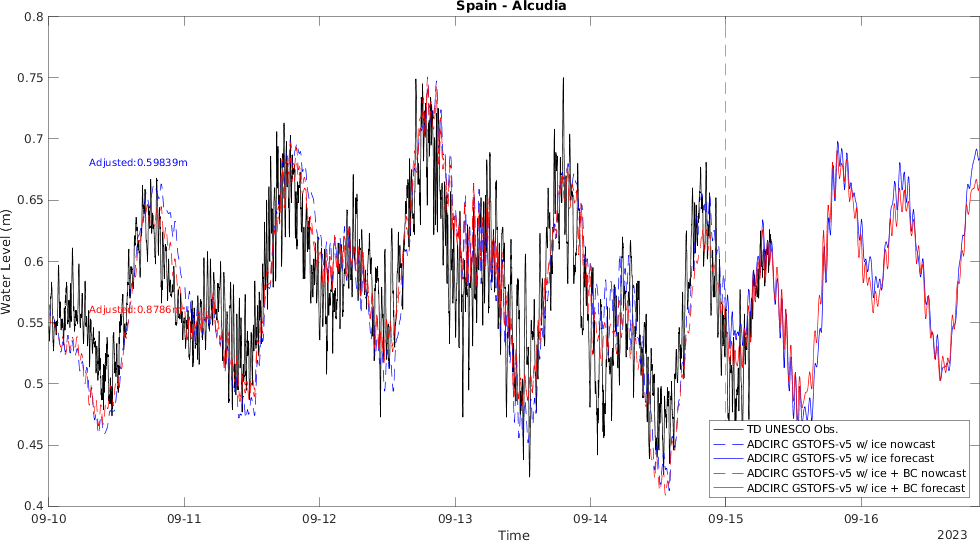 Spain - Alcudia
0.8
0.75
0.7
0.65
0.6
0.55
0.5
0.45
0.4
Water Level (m)
Adjusted:0.59839m
Adjusted:0.8786m
TD UNESCO Obs.
ADCIRC GSTOFS-v5 w/ ice nowcast
ADCIRC GSTOFS-v5 w/ ice forecast
ADCIRC GSTOFS-v5 w/ ice + BC nowcast
ADCIRC GSTOFS-v5 w/ ice + BC forecast
09-10 09-11 09-12 09-13 09-14 09-15 09-16
Time
2023